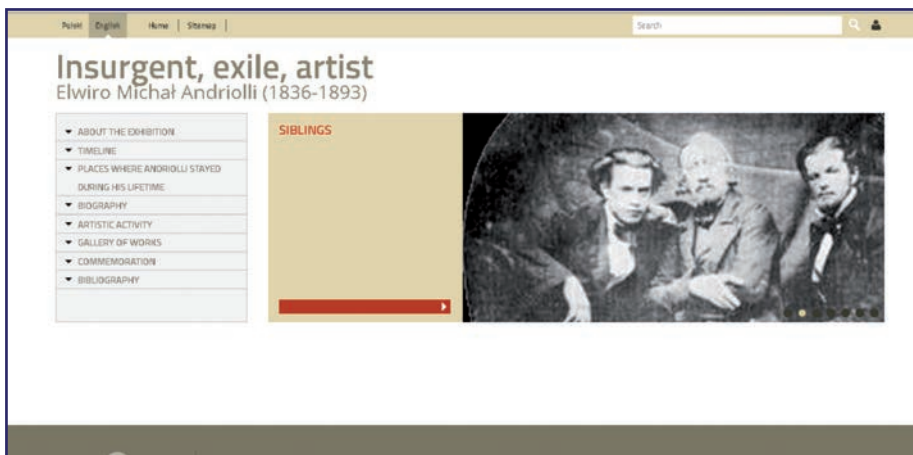 Polski English Home Sitemap Search
Insurgent, exile, artist
Elwiro Michał Andriolli (1836-1893)
ABOUT THE EXHIBITION
TIMELINE
PLACES WHERE ANDRIOLLI STAYED
DURING HIS LIFETIME
BIOGRAPHY
ARTISTIC ACTIVITY
GALLERY OF WORKS
COMMEMORATION
BIBLIOGRAPHY
SIBLINGS